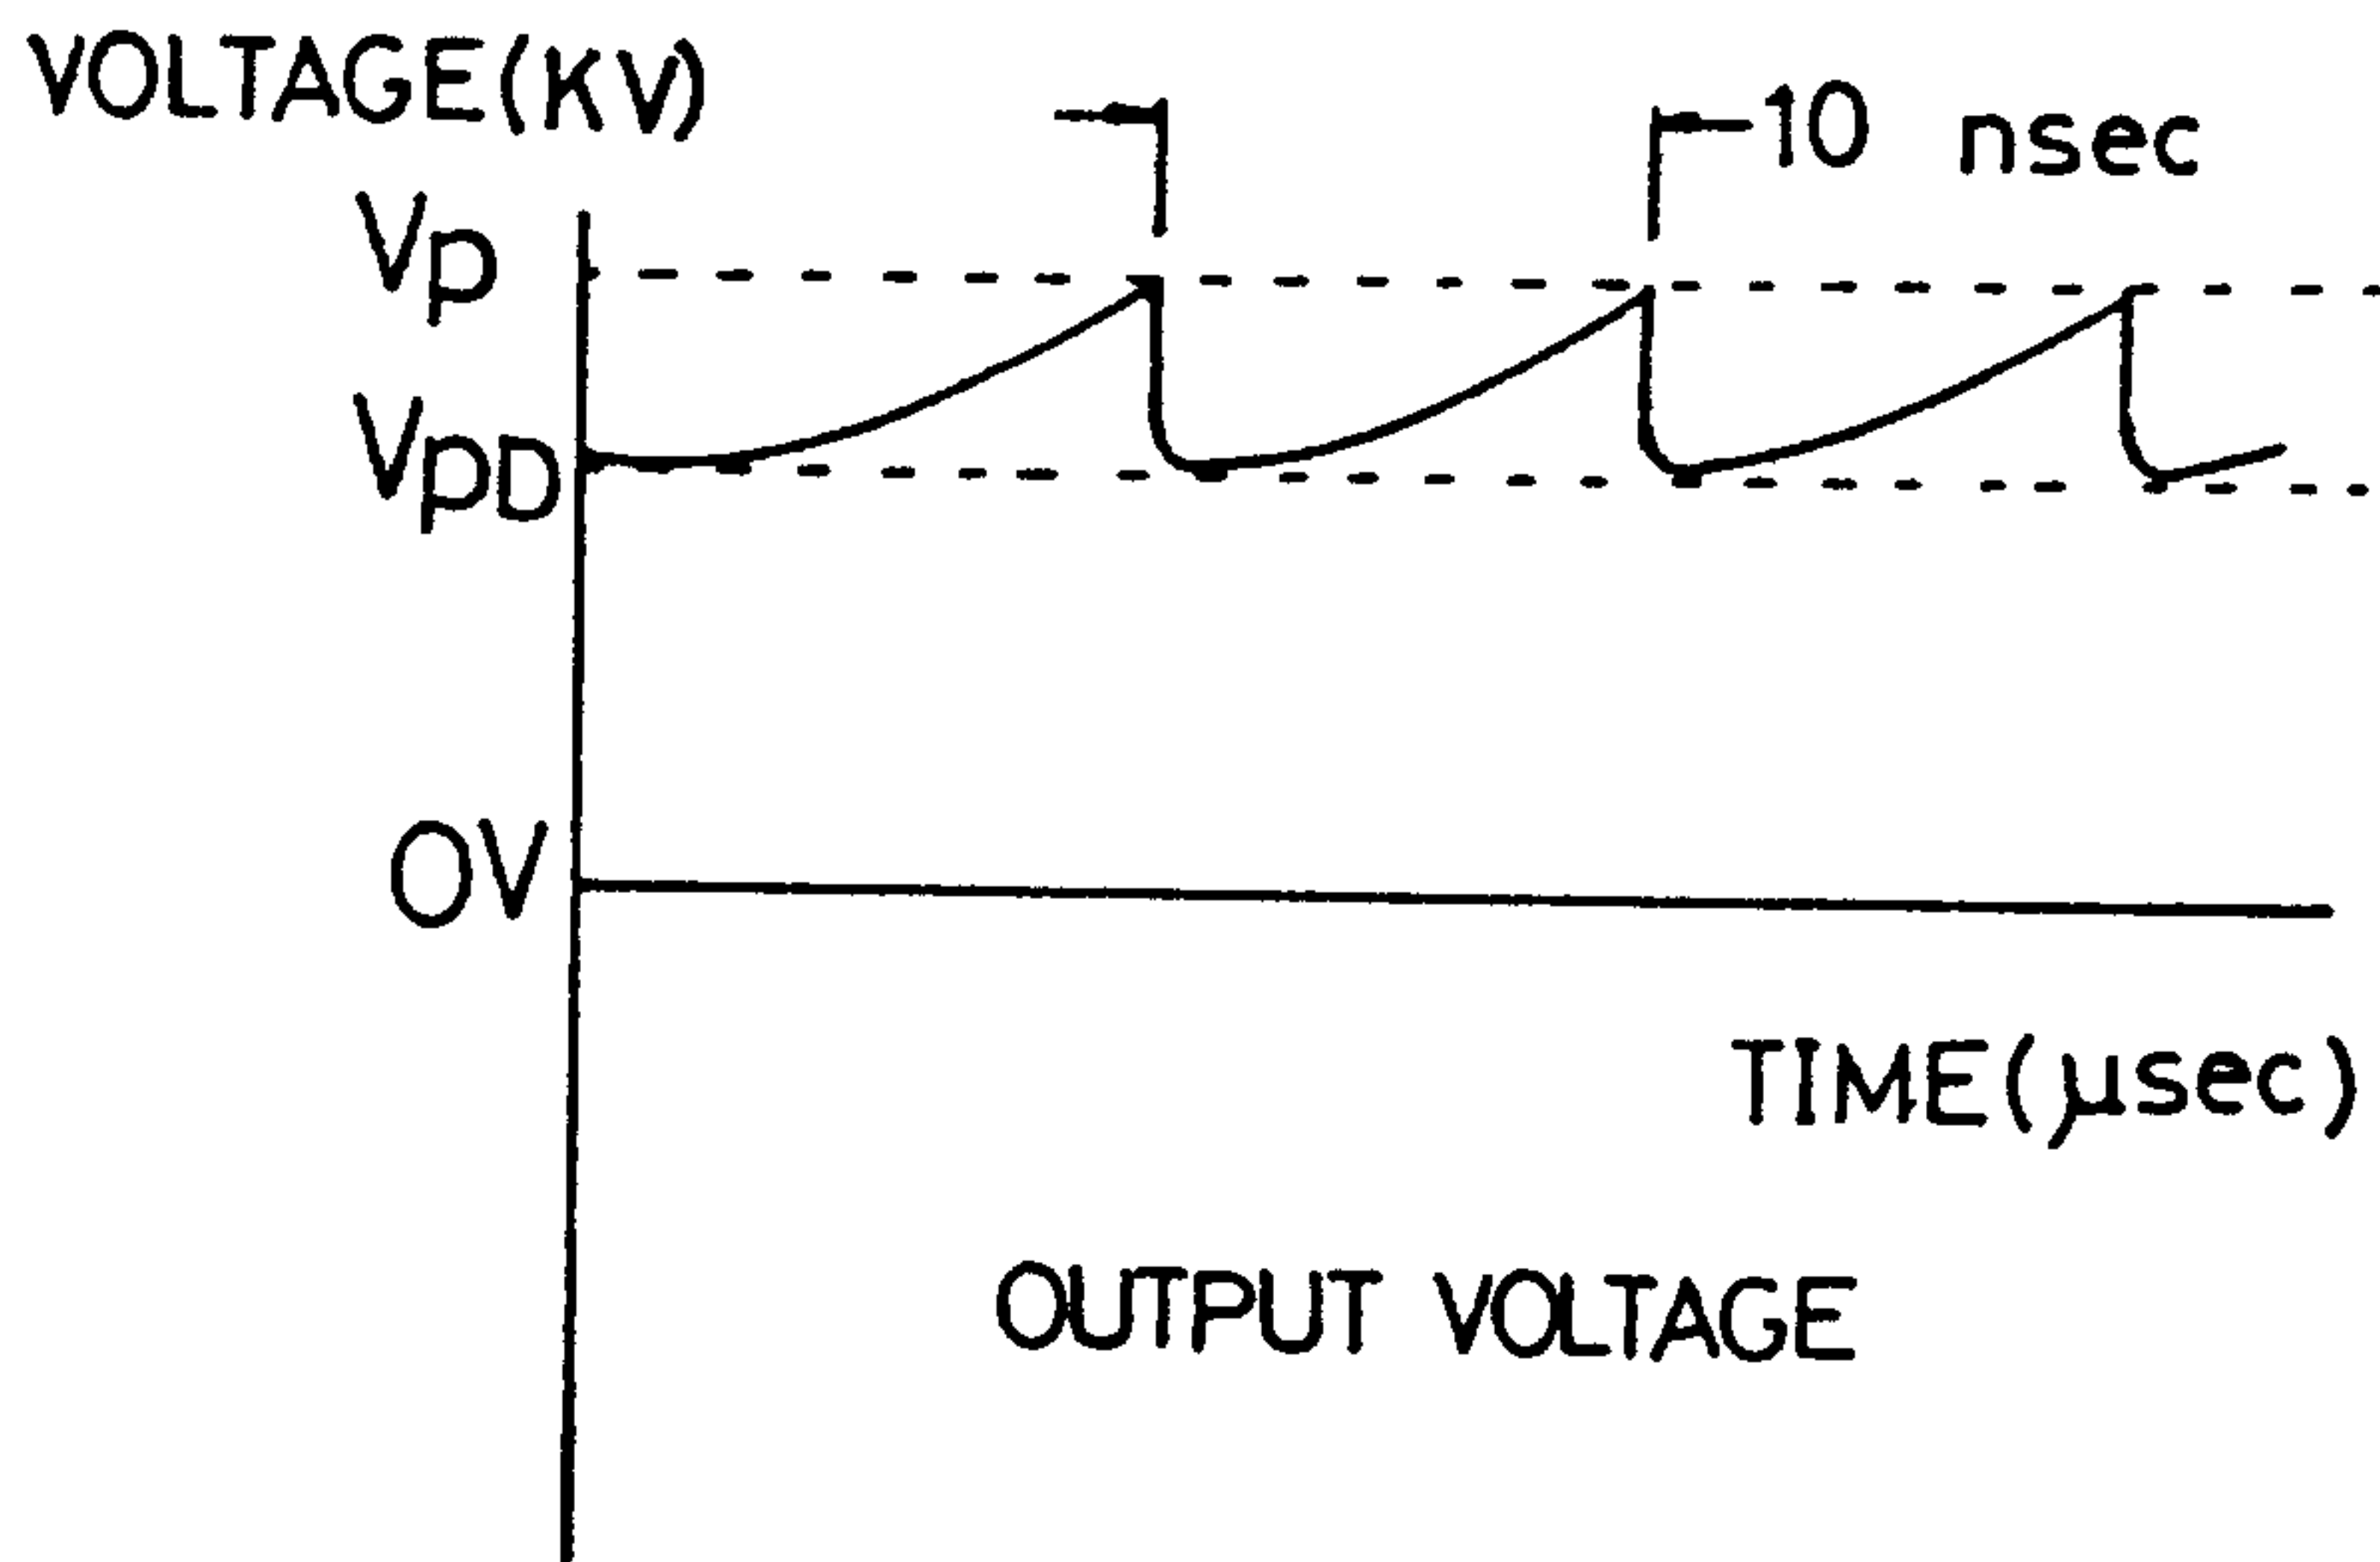 VOLTAGE(KV)
10 nsec
Vp
VpD
OV
TIME(µsec)
OUTPUT VOLTAGE